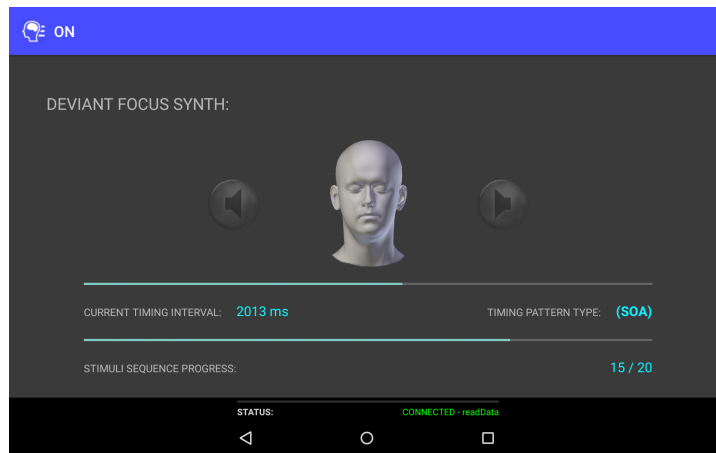 ON
DEVIANT FOCUS SYNTH:
CURRENT TIMING INTERVAL: 2013 ms TIMING PATTERN TYPE: (SOA)
STIMULI SEQUENCE PROGRESS: 15 / 20
STATUS: CONNECTED - readData